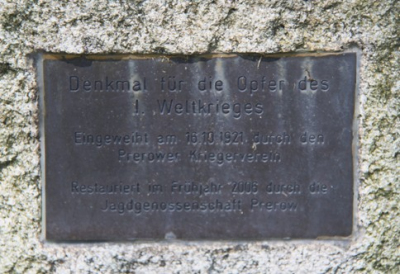 Denkmal für die Opfer des
I. Weltkrieges
Eingeweiht am 16.10.1921 durch den
Prerower Kriegerverein
Restauriert im Frühjahr 2006 durch die
Jagdgenossenschaft Prerow